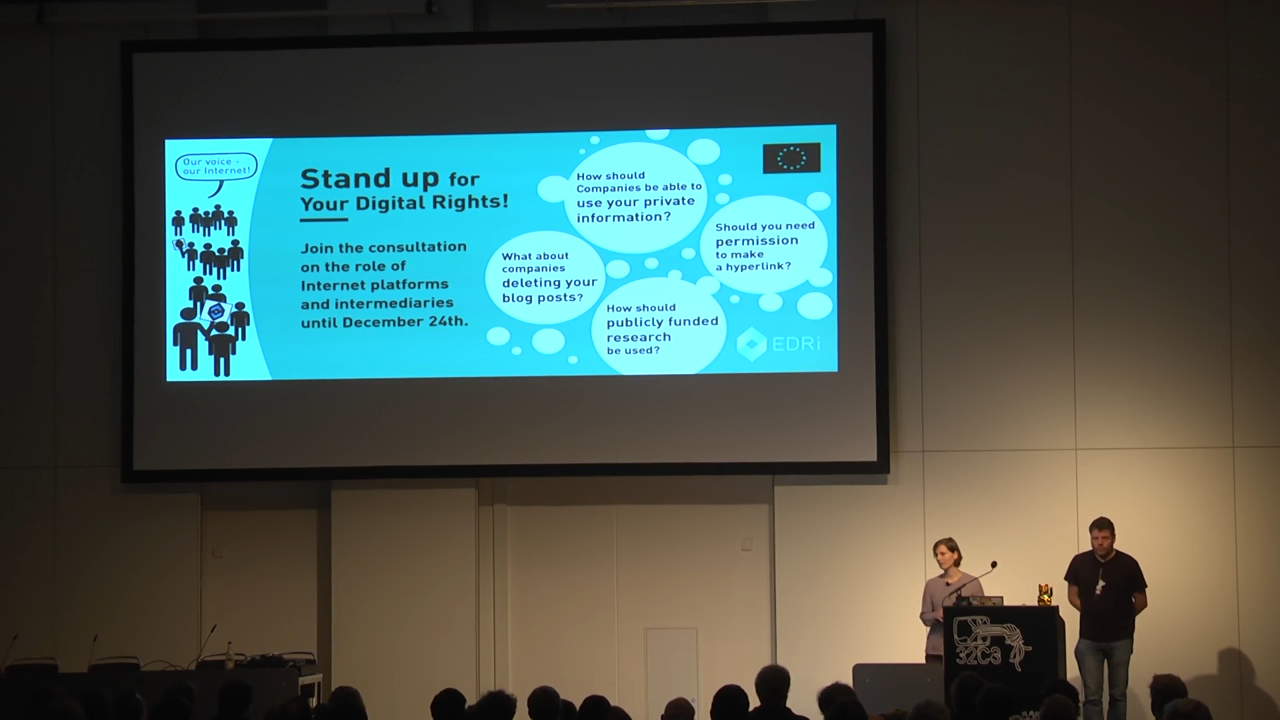 Our voice -
our Internet!
Stand up for
Your Digital Rights!
Join the consultation
on the role of
Internet platforms
and intermediaries
until December 24th.
How should
Companies be able to
use your private
information?
Should you need
permission
to make
a hyperlink?
What about
companies
deleting your
blog posts?
How should
publicly funded
research
be used?
EDRi
32C3